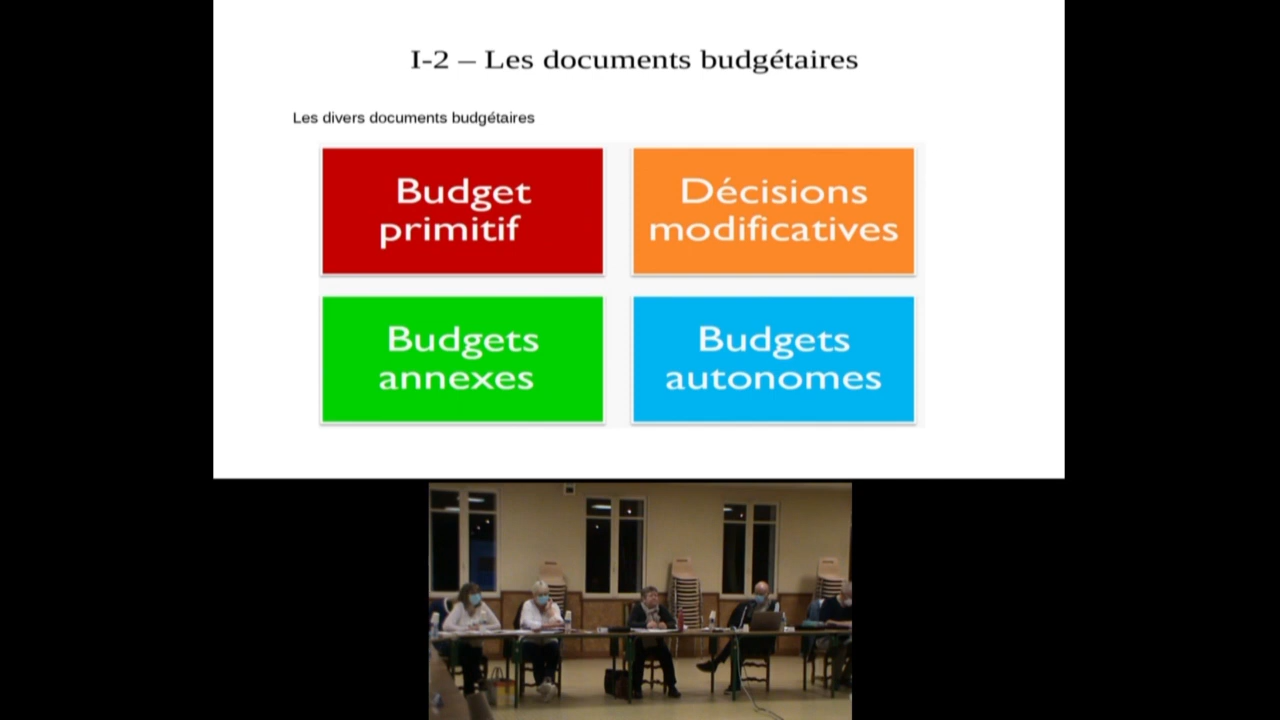 I-2 – Les documents budgétaires
Les divers documents budgétaires
Budget
primitif
Décisions
modificatives
Budgets
annexes
Budgets
autonomes